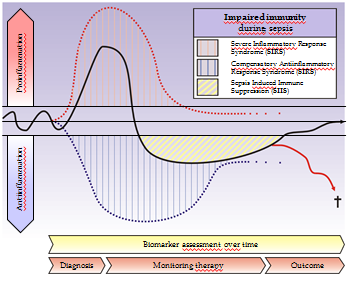 Impaired immunity
during sepsis
Severe Inflammatory Response
Syndrome (SIRS)
Compensatory Antiinflammatory
Response Syndrome (SIRS)
Sepsis Induced Immune
Suppression (SIIS)
Proinflammation
Antiinflammation
Biomarker assessment over time
Diagnosis
Monitoring therapy
Outcome